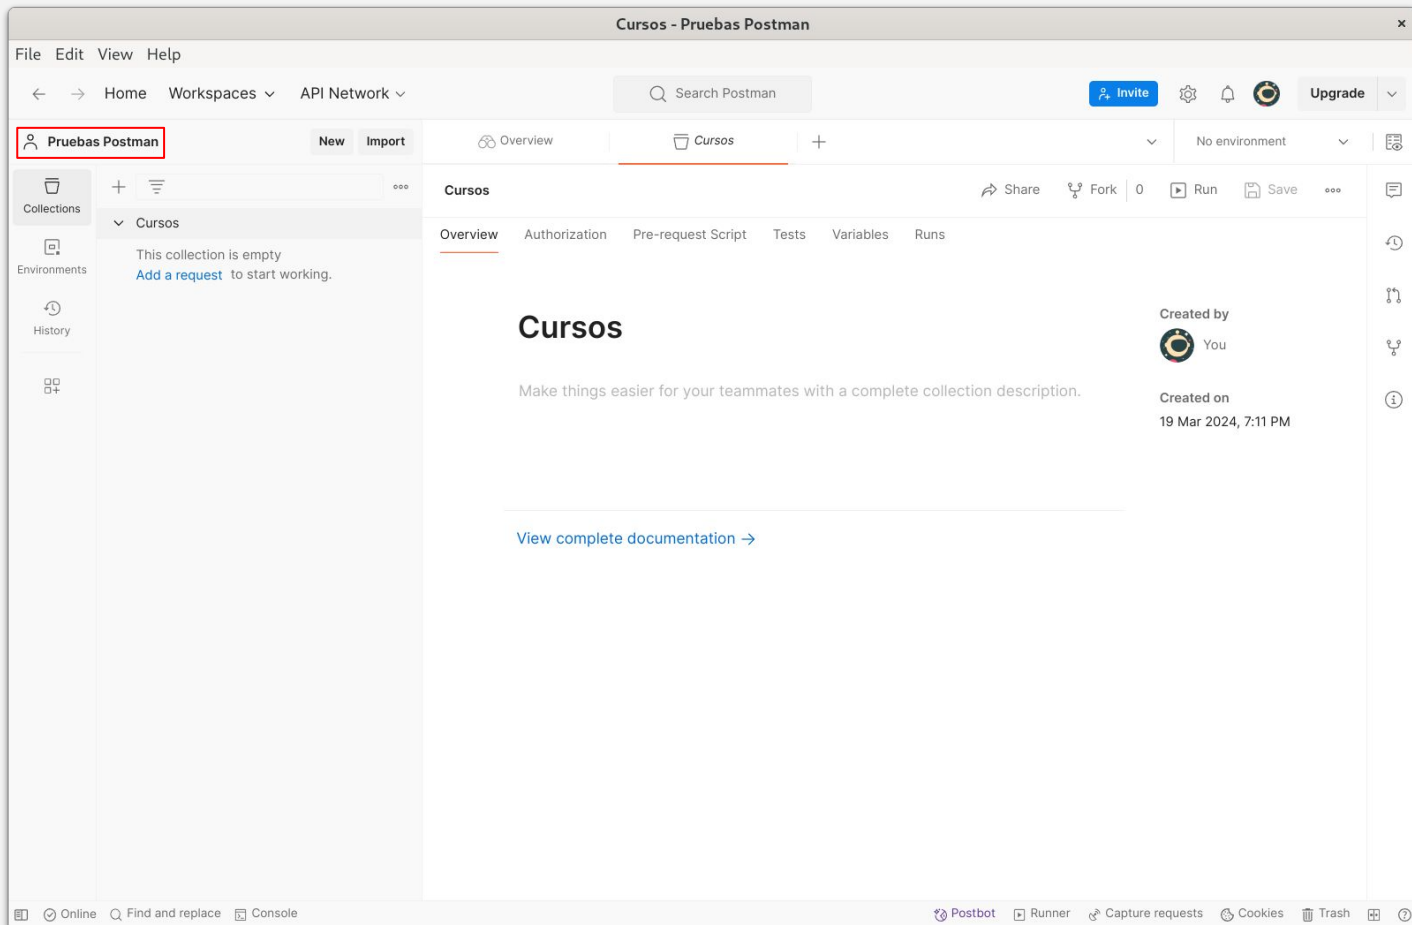 Cursos - Pruebas Postman
File Edit View Help
Home Workspaces API Network Search Postman Invite Upgrade
Pruebas Postman New Import Overview Cursos No environment
Collections
Environments
History
Cursos
This collection is empty
Add a request to start working.
Cursos Share Fork 0 Run Save
Overview Authorization Pre-request Script Tests Variables Runs
Cursos
Make things easier for your teammates with a complete collection description.
View complete documentation →
Created by
You
Created on
19 Mar 2024, 7:11 PM
Online Find and replace Console Postbot Runner Capture requests Cookies Trash